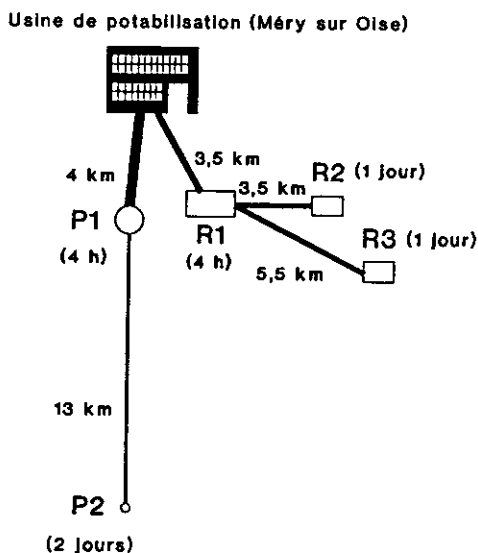 Usine de potabilisation (Méry sur Oise)
3,5 km
4 km
3,5 km
R2 (1 jour)
P1
R1
R3 (1 jour)
(4 h)
(4 h)
5,5 km
13 km
P2
(2 jours)